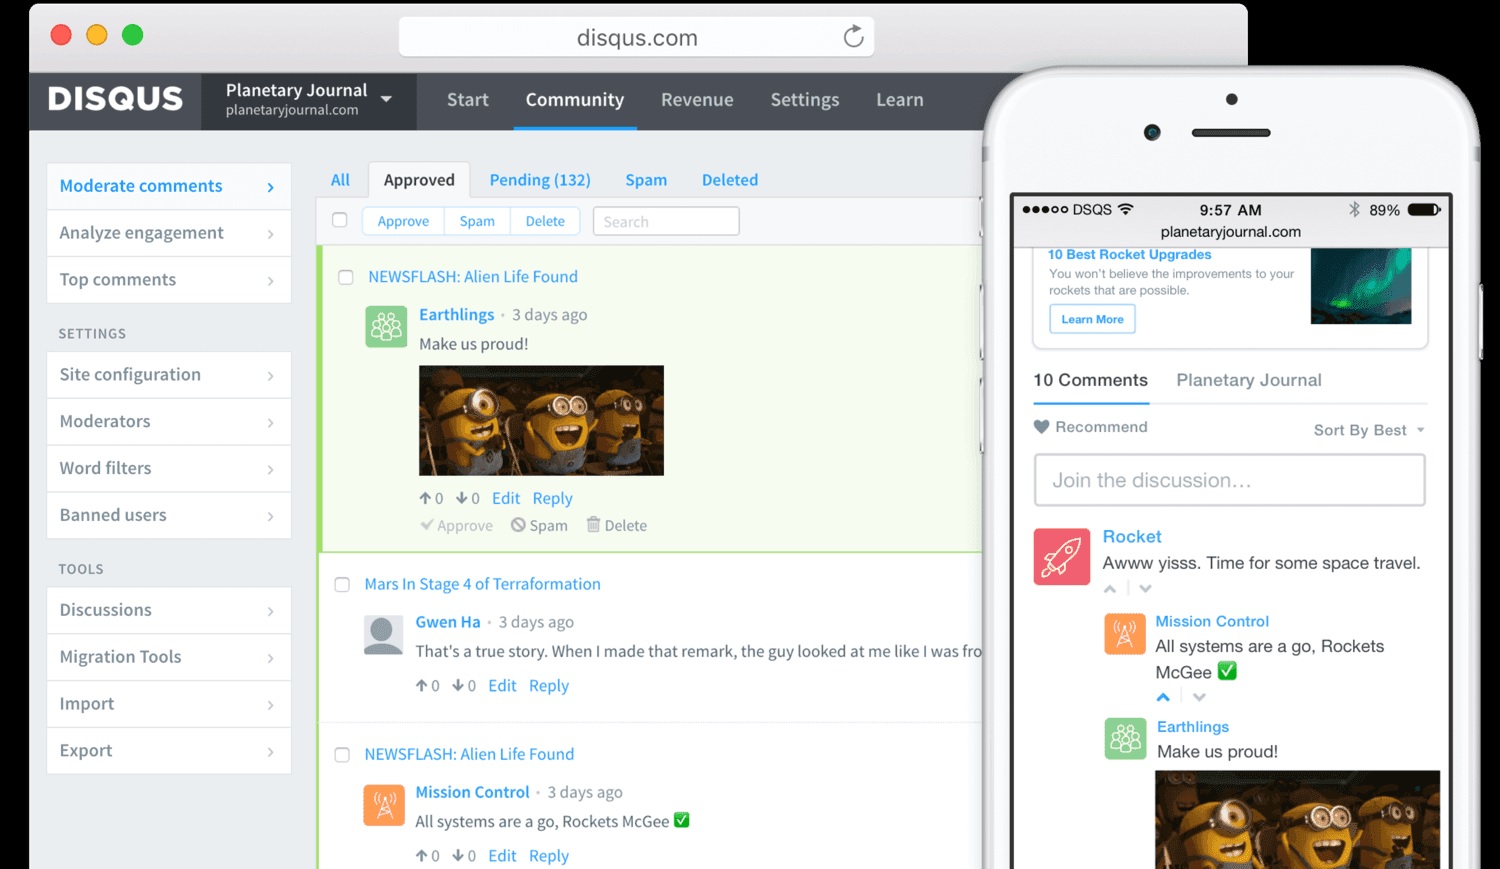 disqus.com
DISQUS
Planetary Journal
planetaryjournal.com
Start
Community
Revenue
Settings
Learn
Moderate comments
Analyze engagement
Top comments
SETTINGS
Site configuration
Moderators
Word filters
Banned users
TOOLS
Discussions
Migration Tools
Import
Export
All
Approved
Pending (132)
Spam
Deleted
Approve
Spam
Delete
Search
NEWSFLASH: Alien Life Found
Earthlings • 3 days ago
Make us proud!
0 0 Edit Reply
Approve Spam Delete
Mars In Stage 4 of Terraformation
Gwen Ha • 3 days ago
That's a true story. When I made that remark, the guy looked at me like I was fro
0 0 Edit Reply
NEWSFLASH: Alien Life Found
Mission Control • 3 days ago
All systems are a go, Rockets McGee ✅
0 0 Edit Reply
DSQS 9:57 AM 89%
planetaryjournal.com
10 Best Rocket Upgrades
You won't believe the improvements to your
rockets that are possible.
Learn More
10 Comments
Planetary Journal
Recommend
Sort By Best
Join the discussion...
Rocket
Awww yisss. Time for some space travel.
Mission Control
All systems are a go, Rockets
McGee ✅
Earthlings
Make us proud!